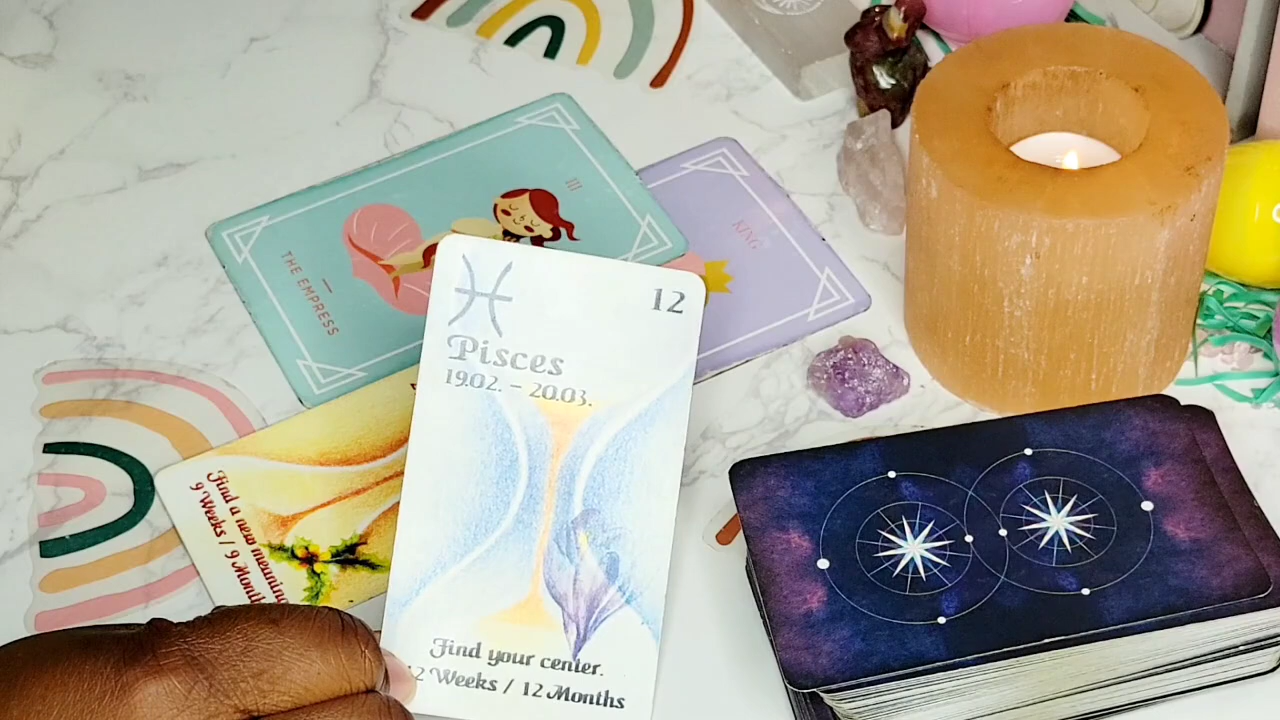 III
THE EMPRESS
KING
12
Pisces
19.02. – 20.03.
Find your center.
12 Weeks / 12 Months
Find a new meaning
9 Weeks / 9 Month